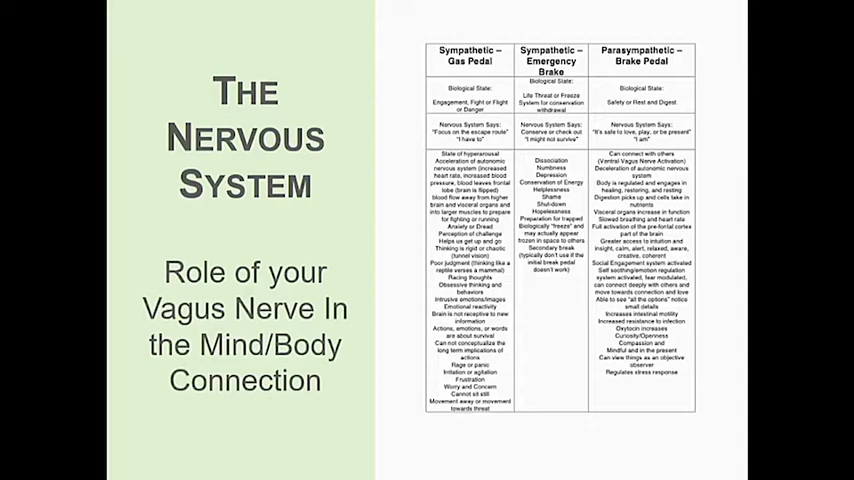 THE
NERVOUS
SYSTEM
Role of your
Vagus Nerve In
the Mind/Body
Connection
Sympathetic –
Gas Pedal
Biological State:
Engagement, Fight or Flight
or Danger
Nervous System Says:
"Focus on the escape route"
"I have to"
State of hyperarousal
Acceleration of autonomic
nervous system (increased
heart rate, increased blood
pressure, blood leaves frontal
lobe (brain is flipped)
blood flow away from higher
brain and visceral organs and
into larger muscles to prepare
for fighting or running
Anxiety or Dread
Perception of challenge
Helps us get up and go
Thinking is rigid or chaotic
(tunnel vision)
Poor judgment (thinking like a
reptile verses a mammal)
Racing thoughts
Obsessive thinking and
behaviors
Intrusive emotions/images
Emotional reactivity
Brain is not receptive to new
information
Actions, emotions, or words
are about survival
Can not conceptualize the
long term implications of
actions
Rage or panic
Irritation or agitation
Frustration
Worry and Concern
Cannot sit still
Movement away or movement
towards threat
Sympathetic –
Emergency
Brake
Biological State:
Life Threat or Freeze
System for conservation
withdrawal
Nervous System Says:
Conserve or check out
"I might not survive"
Dissociation
Numbness
Depression
Conservation of Energy
Helplessness
Shame
Shut-down
Hopelessness
Preparation for trapped
Biologically "freeze" and
may actually appear
frozen in space to others
Secondary break
(typically don't use if the
initial break pedal
doesn't work)
Parasympathetic –
Brake Pedal
Biological State:
Safety or Rest and Digest
Nervous System Says:
"It's safe to love, play, or be present"
"I am"
Can connect with others
(Ventral Vagus Nerve Activation)
Deceleration of autonomic nervous
system
Body is regulated and engages in
healing, restoring, and resting
Digestion picks up and cells take in
nutrients
Visceral organs increase in function
Slowed breathing and heart rate
Full activation of the pre-fontal cortex
part of the brain
Greater access to intuition and
insight, calm, alert, relaxed, aware,
creative, coherent
Social Engagement system activated
Self soothing/emotion regulation
system activated, fear modulated,
can connect deeply with others and
move towards connection and love
Able to see "all the options" notice
small details
Increases intestinal motility
Increased resistance to infection
Oxytocin increases
Curiosity/Openness
Compassion and
Mindful and in the present
Can view things as an objective
observer
Regulates stress response